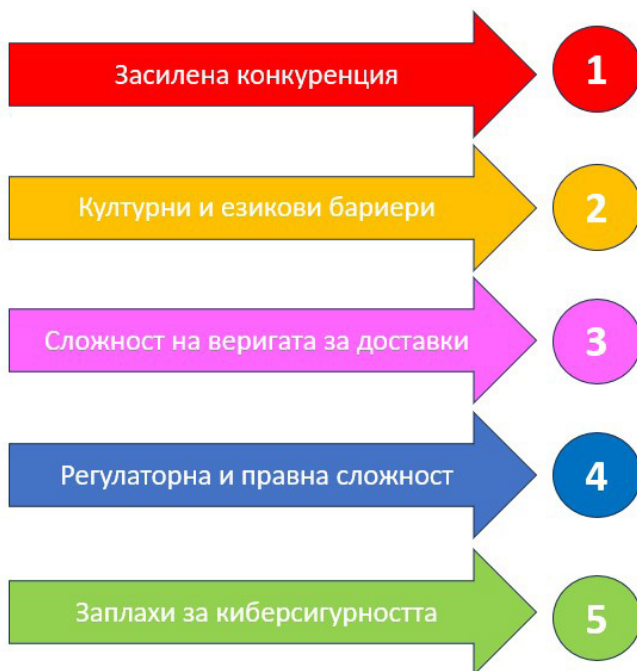 Засилена конкуренция
1
Културни и езикови бариери
2
Сложност на веригата за доставки
3
Регулаторна и правна сложност
4
Заплахи за киберсигурността
5